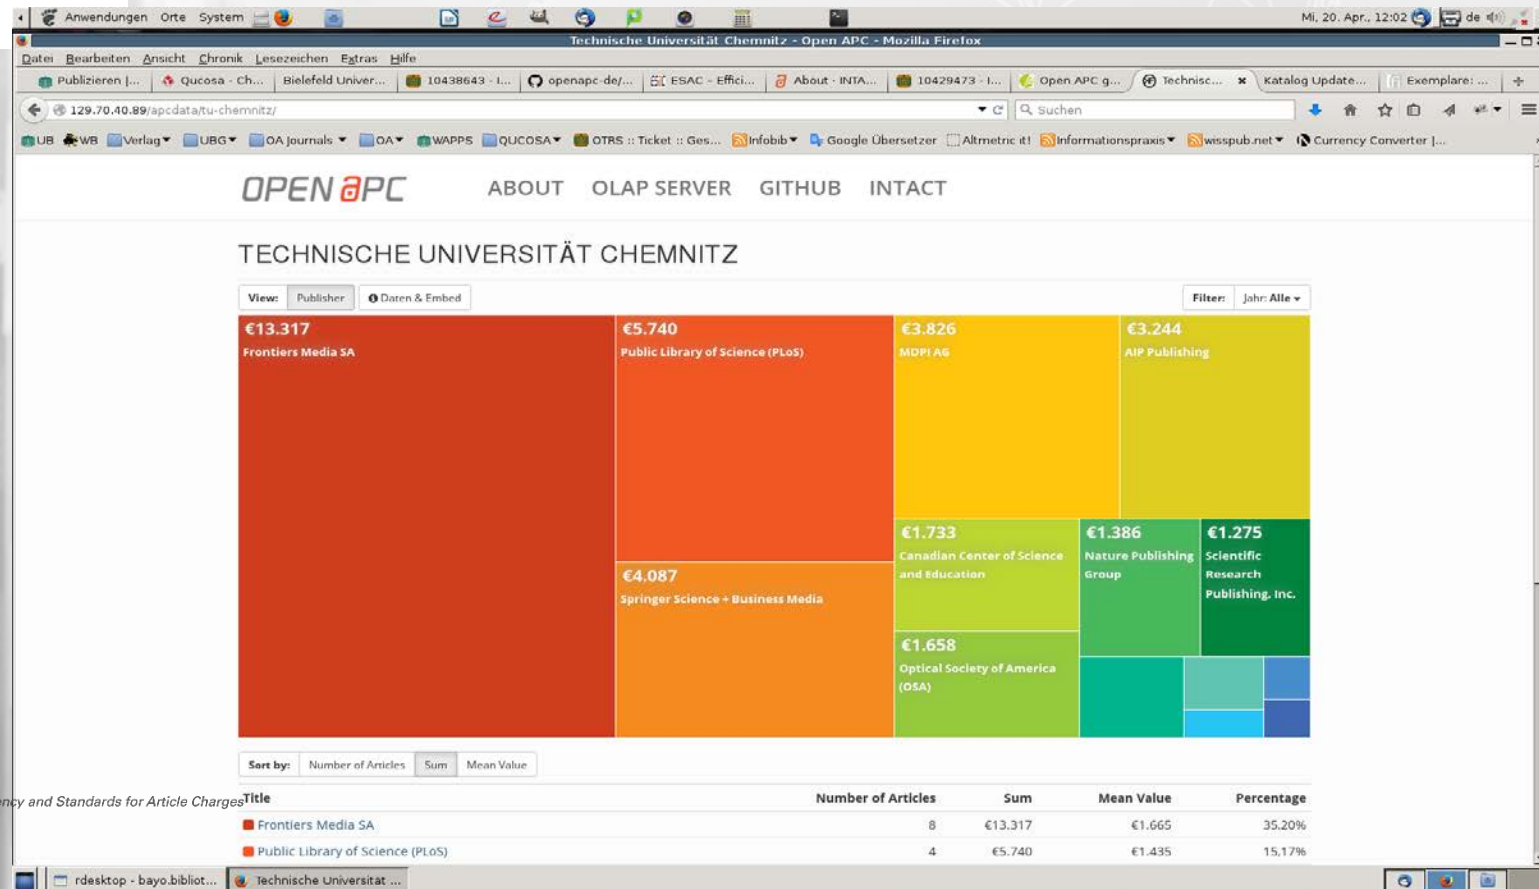 Anwendungen Orte System
Mi, 20. Apr., 12:02
de
Technische Universität Chemnitz - Open APC - Mozilla Firefox
Datei Bearbeiten Ansicht Chronik Lesezeichen Extras Hilfe
Publizieren |... Qucosa - Ch... Bielefeld Univer... 10438643 - I... openapc-de/... ESAC - Effici... About - INTA... 10429473 - I... Open APC g... Technisc... Katalog Update... Exemplare: ...
129.70.40.89/apcdata/tu-chemnitz/
Suchen
UB WB Verlag UBG OA Journals OA WAPPS QUCOSA OTRS :: Ticket :: Ges... Infobib Google Übersetzer Altmetric it! Informationspraxis wisspub.net Currency Converter |...
OPEN APC ABOUT OLAP SERVER GITHUB INTACT
TECHNISCHE UNIVERSITÄT CHEMNITZ
View: Publisher Daten & Embed
Filter: Jahr: Alle
€13.317
Frontiers Media SA
€5.740
Public Library of Science (PLoS)
€3.826
MDPI AG
€3.244
AIP Publishing
€4.087
Springer Science + Business Media
€1.733
Canadian Center of Science
and Education
€1.386
Nature Publishing
Group
€1.275
Scientific
Research
Publishing, Inc.
€1.658
Optical Society of America
(OSA)
Sort by: Number of Articles Sum Mean Value
ency and Standards for Article Charges
Title Number of Articles Sum Mean Value Percentage
Frontiers Media SA 8 €13.317 €1.665 35.20%
Public Library of Science (PLoS) 4 €5.740 €1.435 15,17%
rdesktop - bayo.bibliot... Technische Universität ...